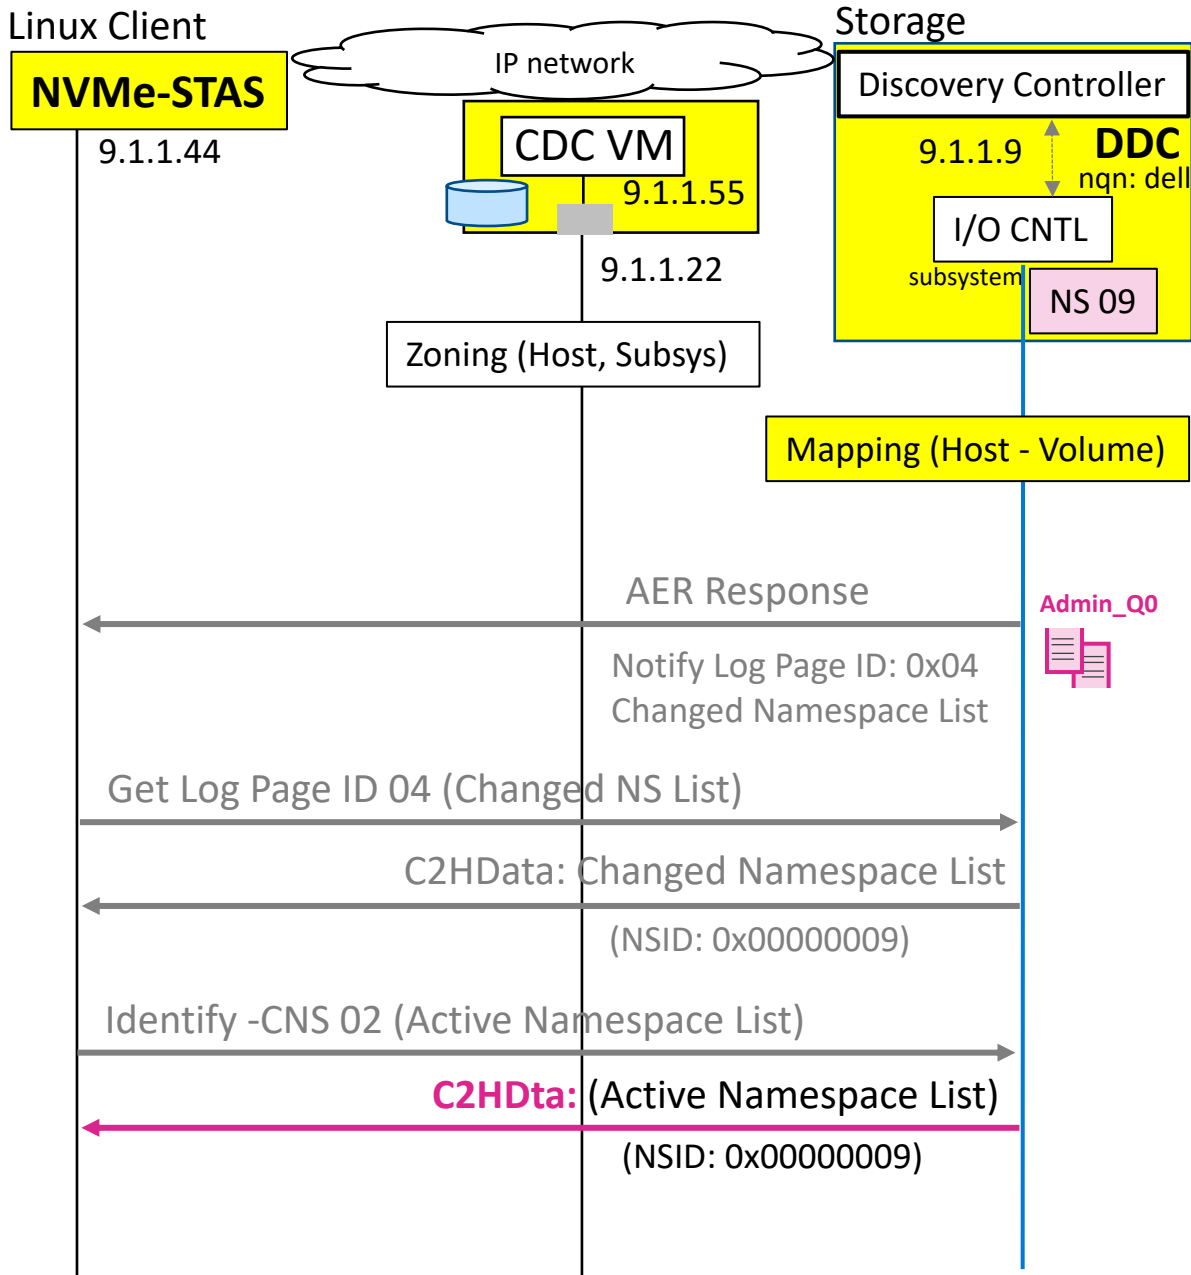 Linux Client
Storage
NVMe-STAS
IP network
Discovery Controller
9.1.1.44
CDC VM
9.1.1.55
9.1.1.9
DDC
nqn: dell
I/O CNTL
9.1.1.22
subsystem
NS 09
Zoning (Host, Subsys)
Mapping (Host - Volume)
AER Response
Admin_Q0
Notify Log Page ID: 0x04
Changed Namespace List
Get Log Page ID 04 (Changed NS List)
C2HData: Changed Namespace List
(NSID: 0x00000009)
Identify -CNS 02 (Active Namespace List)
C2HDta: (Active Namespace List)
(NSID: 0x00000009)